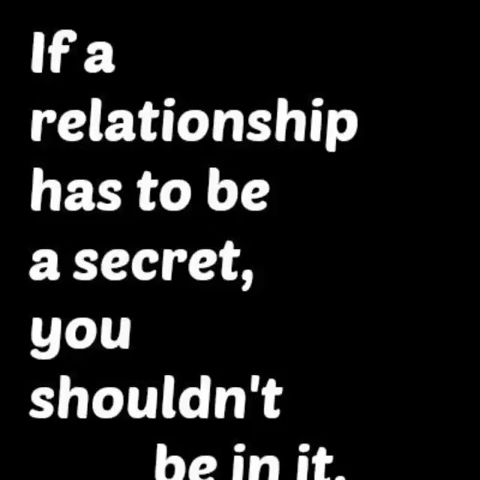 If a
relationship
has to be
a secret,
you
shouldn't
be in it.